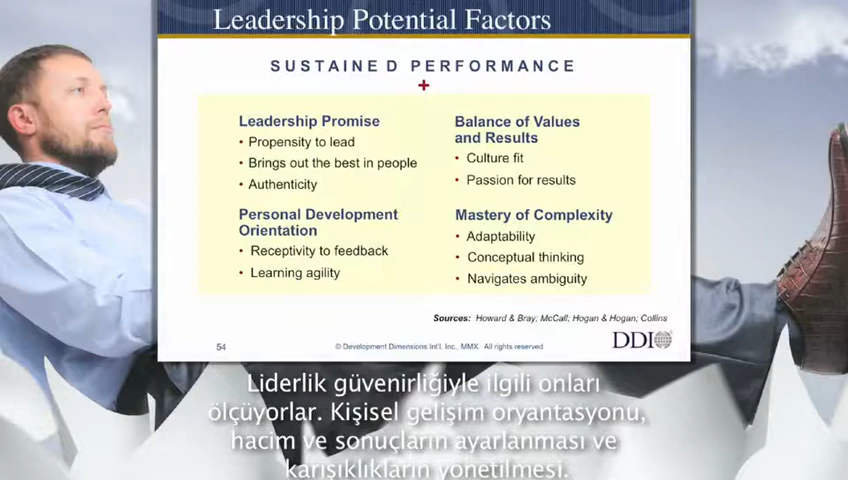 Leadership Potential Factors
SUSTAINED PERFORMANCE
+
Leadership Promise
• Propensity to lead
• Brings out the best in people
• Authenticity
Personal Development
Orientation
• Receptivity to feedback
• Learning agility
Balance of Values
and Results
• Culture fit
• Passion for results
Mastery of Complexity
• Adaptability
• Conceptual thinking
• Navigates ambiguity
Sources: Howard & Bray; McCall; Hogan & Hogan; Collins
54
© Development Dimensions Int'l, Inc., MMX. All rights reserved.
DDI
Liderlik güvenirliğiyle ilgili onları
ölçüyorlar. Kişisel gelişim oryantasyonu,
hacim ve sonuçların ayarlanması ve
karışıklıkların yönetilmesi.